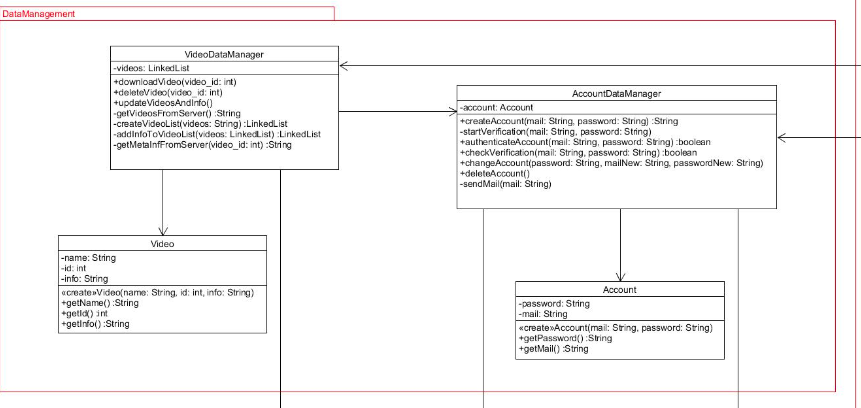 DataManagement
VideoDataManager
-videos: LinkedList
+downloadVideo(video_id: int)
+deleteVideo(video_id: int)
+updateVideosAndInfo()
-getVideosFromServer() :String
-createVideoList(videos: String) :LinkedList
-addInfoToVideoList(videos: LinkedList) :LinkedList
-getMetaInfFromServer(video_id: int) :String
AccountDataManager
-account: Account
+createAccount(mail: String, password: String) :String
-startVerification(mail: String, password: String)
+authenticateAccount(mail: String, password: String) :boolean
+checkVerification(mail: String, password: String) :boolean
+changeAccount(password: String, mailNew: String, passwordNew: String)
+deleteAccount()
-sendMail(mail: String)
Video
-name: String
-id: int
-info: String
«create»Video(name: String, id: int, info: String)
+getName() :String
+getId() :int
+getInfo() :String
Account
-password: String
-mail: String
«create»Account(mail: String, password: String)
+getPassword() :String
+getMail() :String